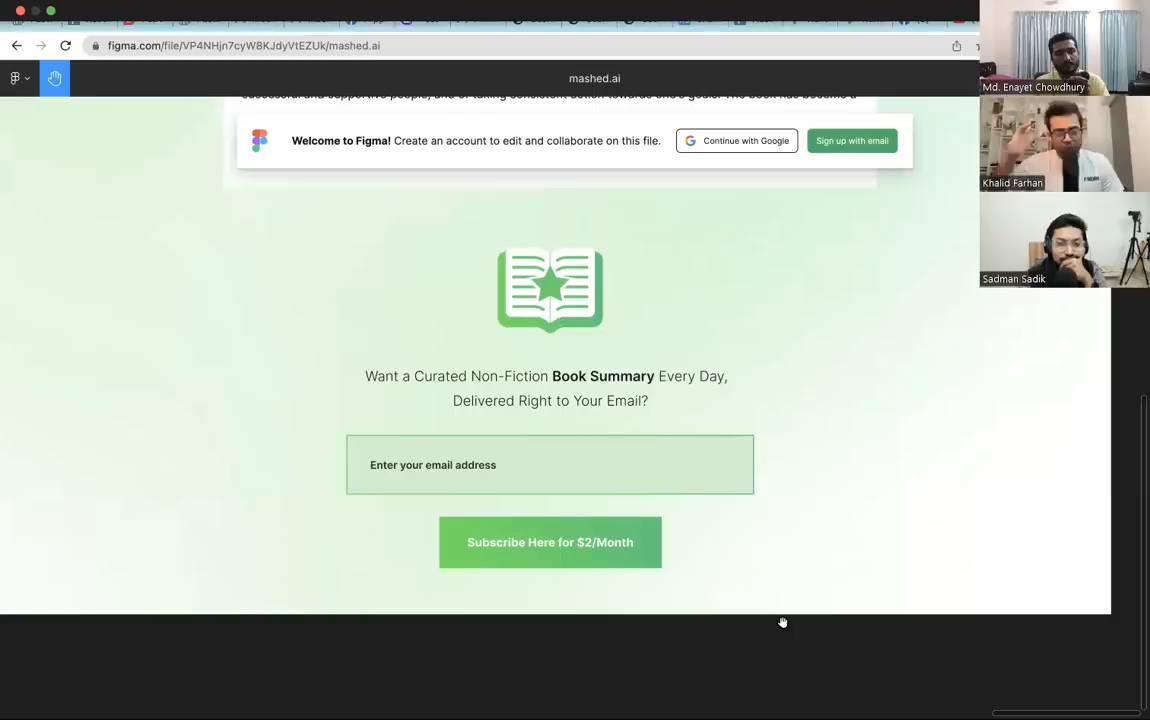 figma.com/file/VP4NHjn7cyW8KJdyVtEZUk/mashed.ai
mashed.ai
Md. Enayet Chowdhury
Welcome to Figma! Create an account to edit and collaborate on this file.
Continue with Google
Sign up with email
Khalid Farhan
Sadman Sadik
Want a Curated Non-Fiction Book Summary Every Day,
Delivered Right to Your Email?
Enter your email address
Subscribe Here for $2/Month